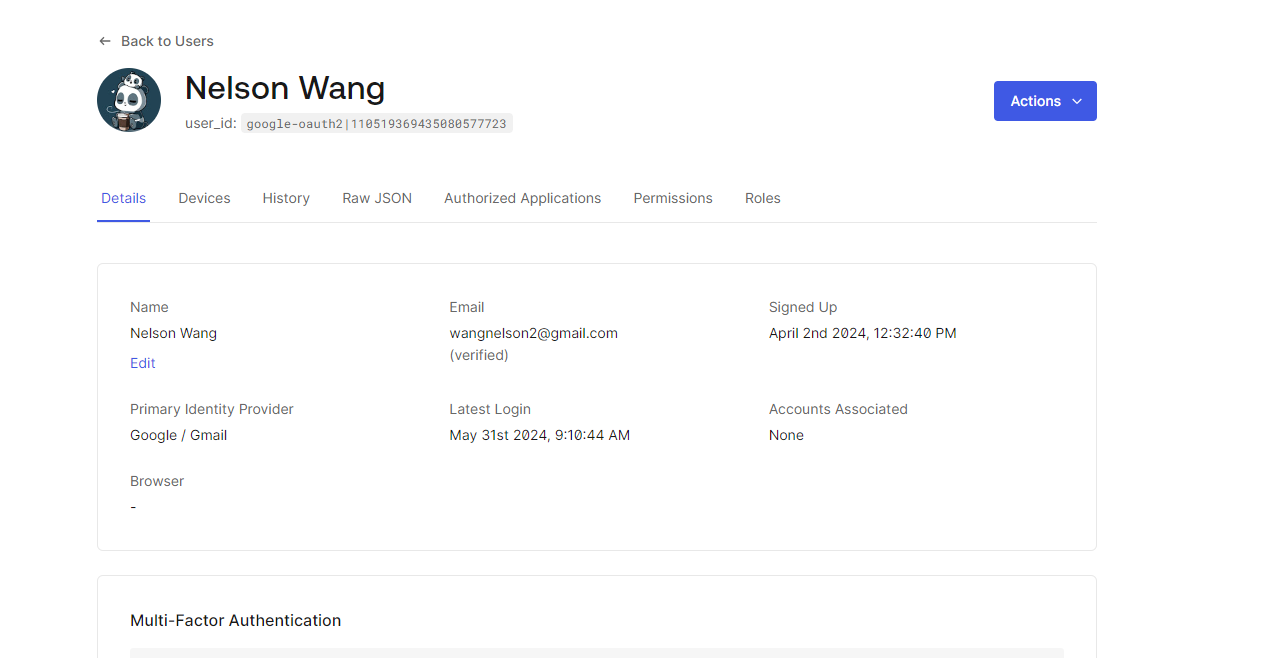 ← Back to Users
Nelson Wang
user_id: google-oauth2|110519369435080577723
Actions
Details Devices History Raw JSON Authorized Applications Permissions Roles
Name Email Signed Up
Nelson Wang wangnelson2@gmail.com April 2nd 2024, 12:32:40 PM
(verified)
Edit
Primary Identity Provider Latest Login Accounts Associated
Google / Gmail May 31st 2024, 9:10:44 AM None
Browser
-
Multi-Factor Authentication